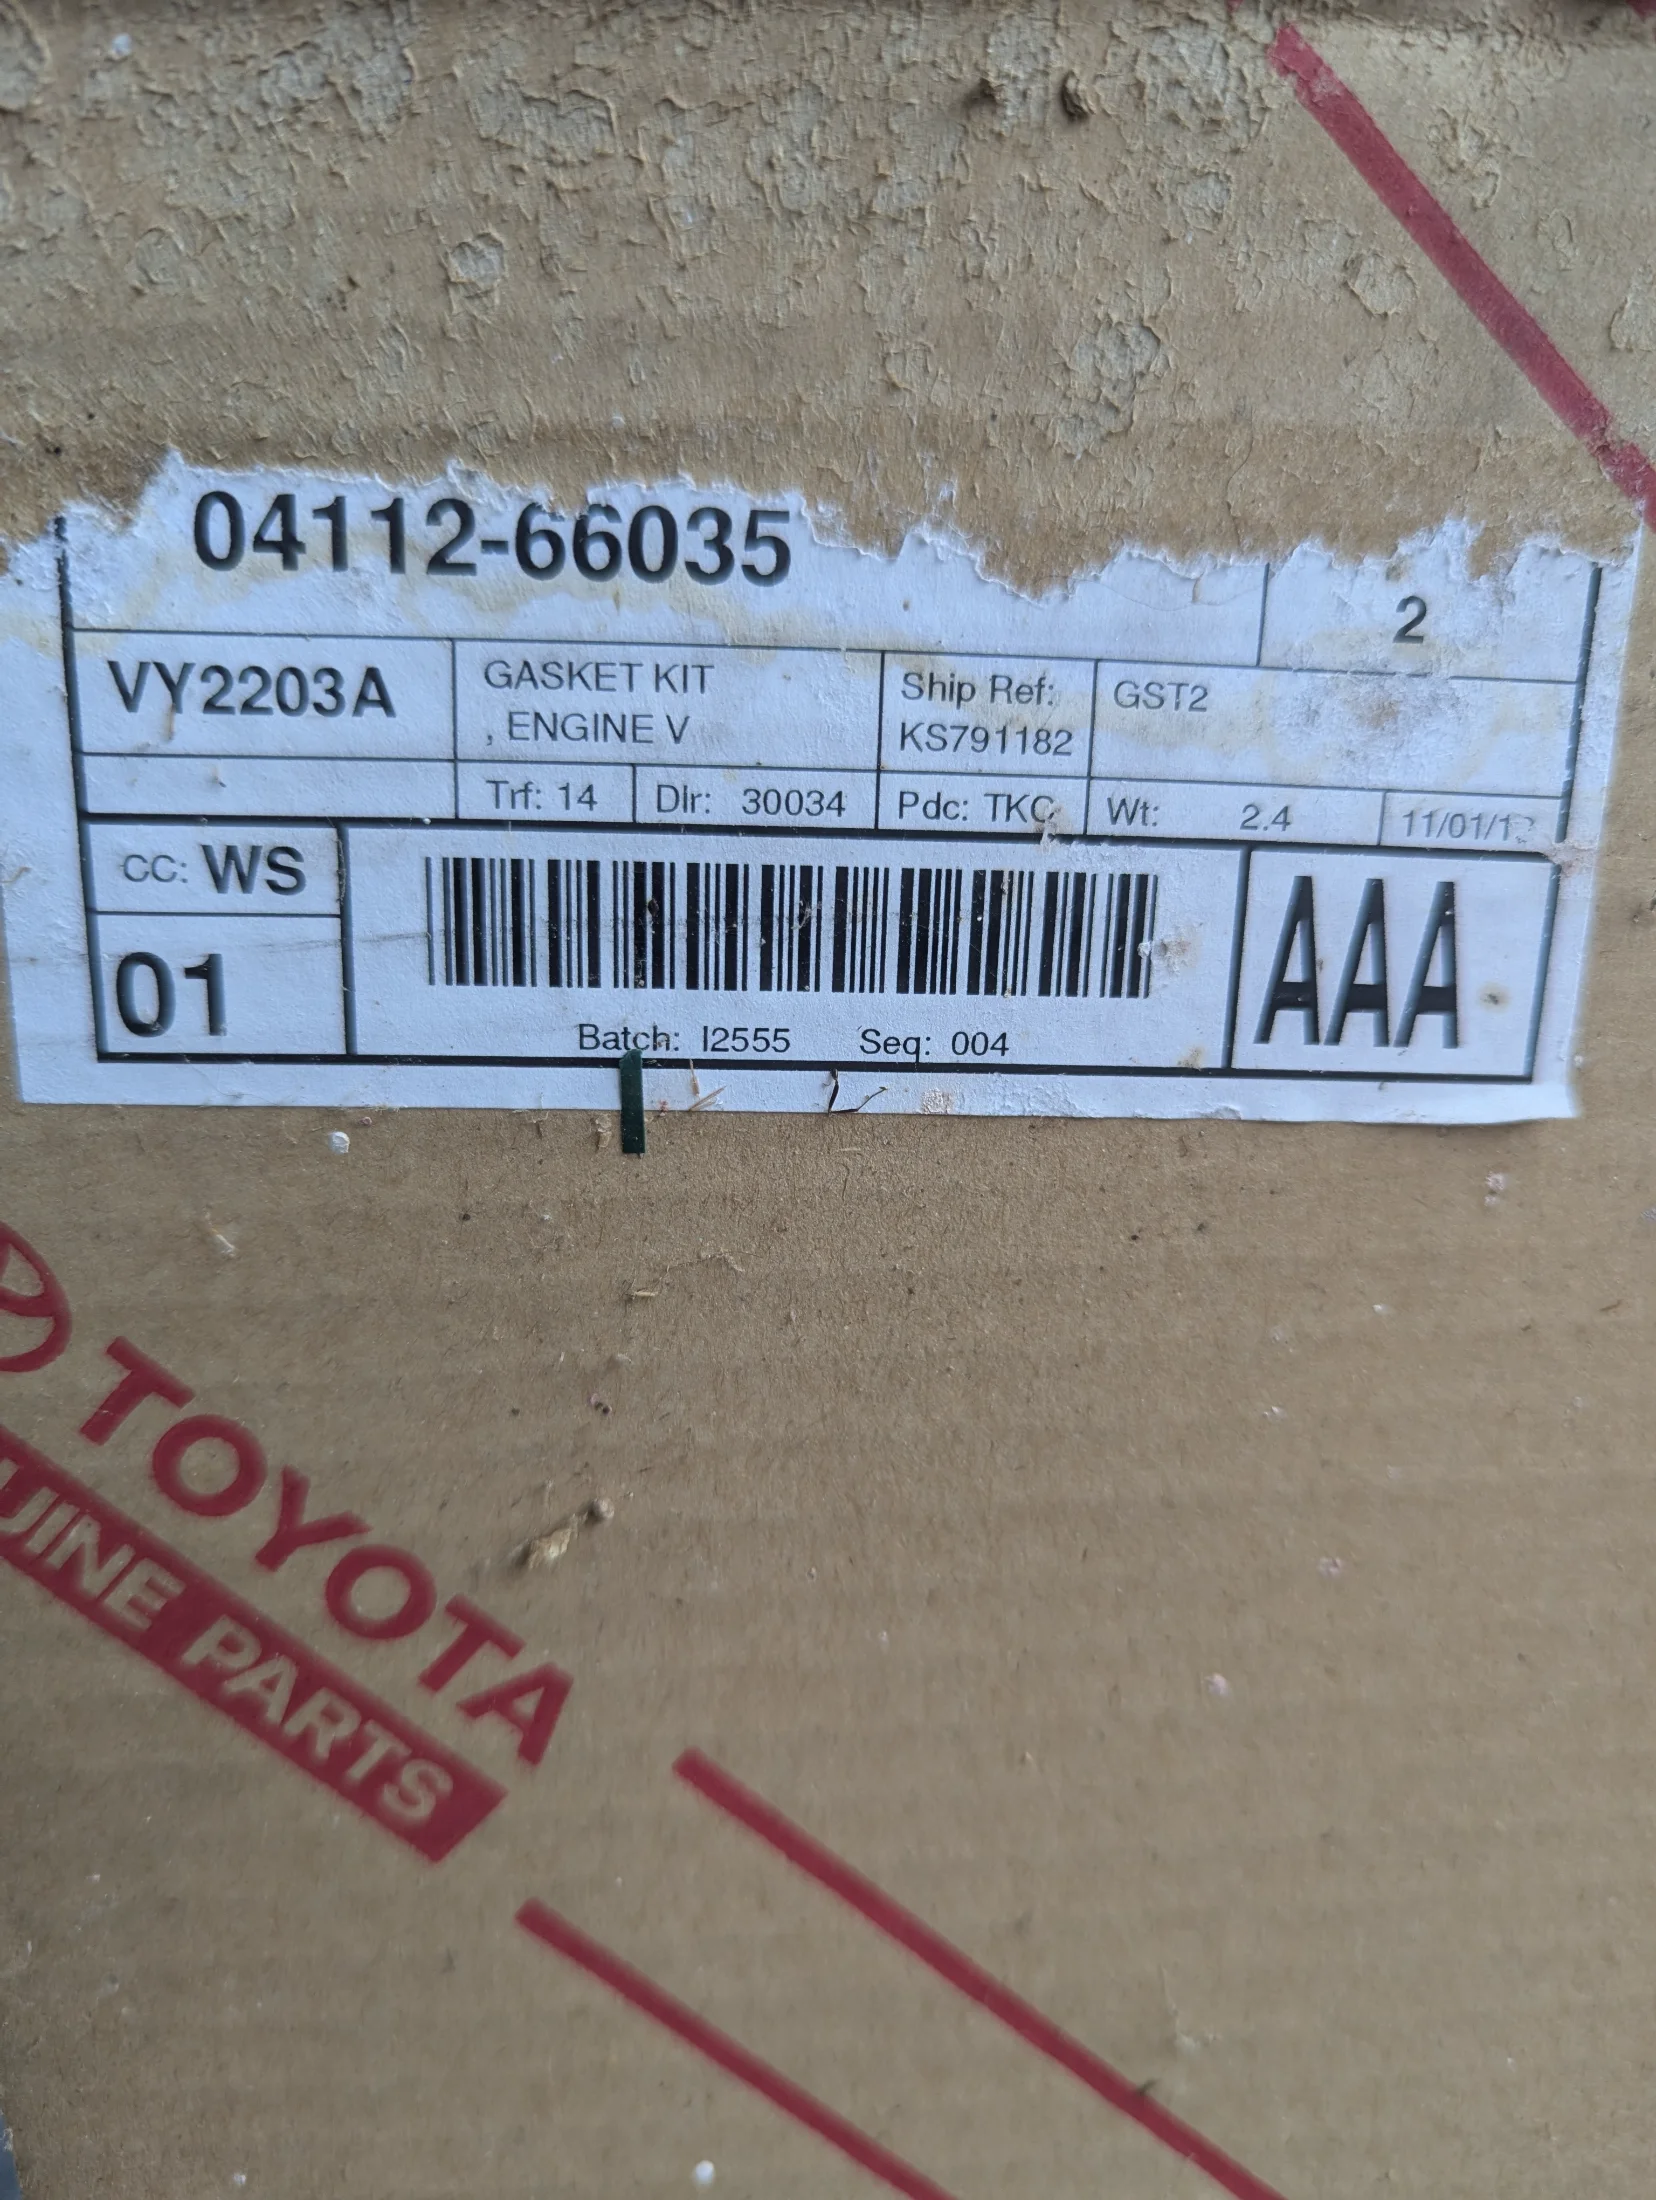 04112-66035
2
VY2203A
GASKET KIT
, ENGINE V
Ship Ref:
KS791182
GST2
Trf: 14
Dlr: 30034
Pdc: TKC
Wt: 2.4
CC: WS
01
Batch: I2555 Seq: 004
AAA
TOYOTA
PARTS